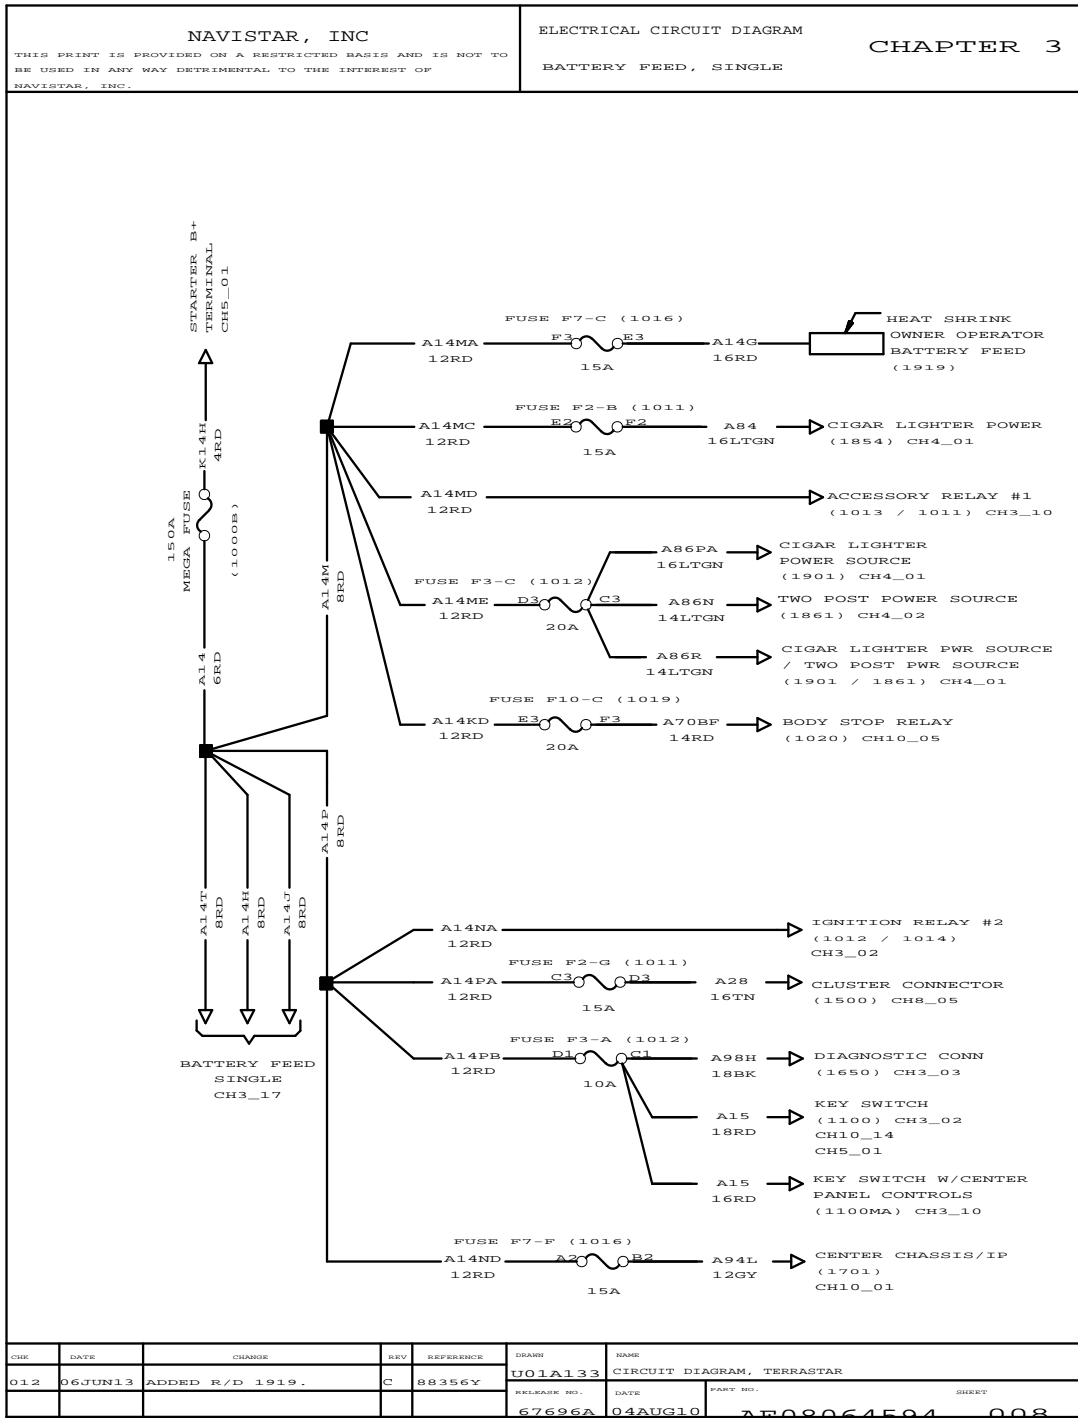 NAVISTAR, INC
THIS PRINT IS PROVIDED ON A RESTRICTED BASIS AND IS NOT TO
BE USED IN ANY WAY DETRIMENTAL TO THE INTEREST OF
NAVISTAR, INC.
ELECTRICAL CIRCUIT DIAGRAM
BATTERY FEED, SINGLE
CHAPTER 3
STARTER B+
TERMINAL
CH5_01
K14H
4RD
150A
MEGA FUSE
(1000B)
A14
6RD
A14M
8RD
A14P
8RD
A14T
8RD
A14H
8RD
A14J
8RD
BATTERY FEED
SINGLE
CH3_17
FUSE F7-C (1016)
A14MA
12RD
F3
E3
15A
A14G
16RD
HEAT SHRINK
OWNER OPERATOR
BATTERY FEED
(1919)
FUSE F2-B (1011)
A14MC
12RD
E2
F2
15A
A84
16LTGN
CIGAR LIGHTER POWER
(1854) CH4_01
A14MD
12RD
ACCESSORY RELAY #1
(1013 / 1011) CH3_10
FUSE F3-C (1012)
A14ME
12RD
D3
C3
20A
A86PA
16LTGN
CIGAR LIGHTER
POWER SOURCE
(1901) CH4_01
A86N
14LTGN
TWO POST POWER SOURCE
(1861) CH4_02
A86R
14LTGN
CIGAR LIGHTER PWR SOURCE
/ TWO POST PWR SOURCE
(1901 / 1861) CH4_01
FUSE F10-C (1019)
A14KD
12RD
E3
F3
20A
A70BF
14RD
BODY STOP RELAY
(1020) CH10_05
A14NA
12RD
IGNITION RELAY #2
(1012 / 1014)
CH3_02
FUSE F2-G (1011)
A14PA
12RD
C3
D3
15A
A28
16TN
CLUSTER CONNECTOR
(1500) CH8_05
FUSE F3-A (1012)
A14PB
12RD
D1
C1
10A
A98H
18BK
DIAGNOSTIC CONN
(1650) CH3_03
A15
18RD
KEY SWITCH
(1100) CH3_02
CH10_14
CH5_01
A15
16RD
KEY SWITCH W/CENTER
PANEL CONTROLS
(1100MA) CH3_10
FUSE F7-F (1016)
A14ND
12RD
A2
B2
15A
A94L
12GY
CENTER CHASSIS/IP
(1701)
CH10_01
CHK DATE CHANGE REV REFERENCE
012 06JUN13 ADDED R/D 1919. C 88356Y
DRAWN
U01A133
NAME
CIRCUIT DIAGRAM, TERRASTAR
RELEASE NO.
67696A
DATE
04AUG10
PART NO.
AE08064594
SHEET
008